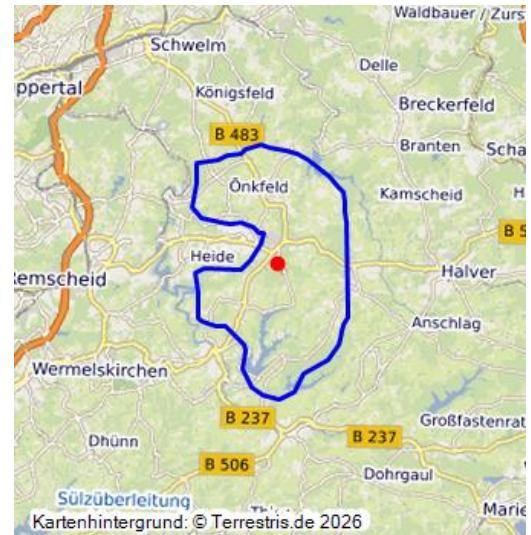 Waldbauer / Zurs
Schwelm
Delle
uppertal
Königsfeld
Breckerfeld
B 483
Branten
Scha
Önkfeld
Kamscheid
H
B 5
Heide
Remscheid
Halver
Anschlag
Wermelskirchen
B 237
Großfastenrat
B 237
Dhünn
B 506
Dohrgaul
Sülzüberleitung
Marie
Kartenhintergrund: © Terrestris.de 2026